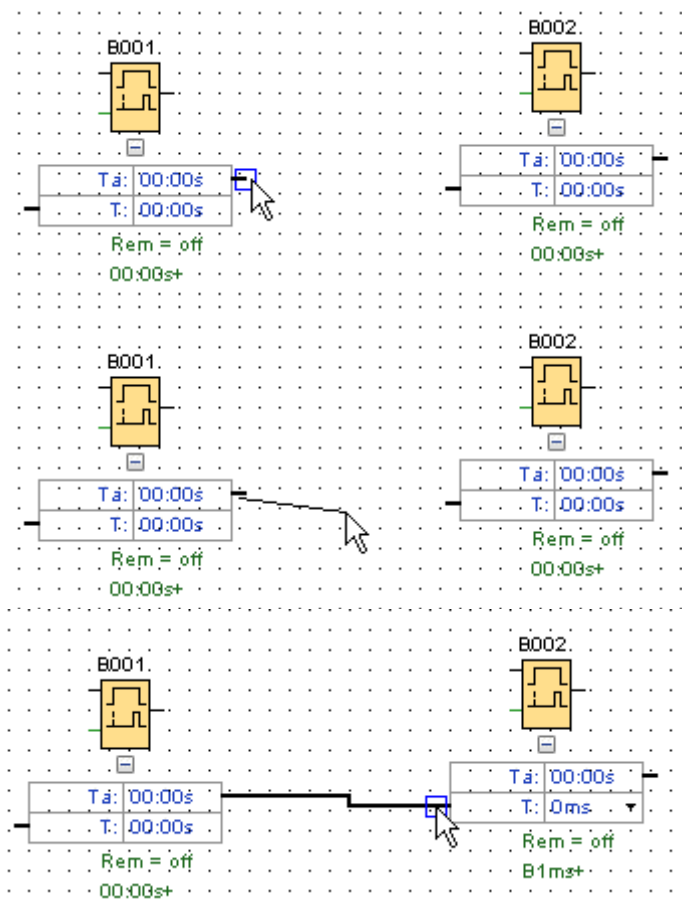 B001
Ta: 00:00s
T: 00:00s
Rem = off
00:00s+
B002
Ta: 00:00s
T: 00:00s
Rem = off
00:00s+
B001
Ta: 00:00s
T: 00:00s
Rem = off
00:00s+
B002
Ta: 00:00s
T: 00:00s
Rem = off
00:00s+
B001
Ta: 00:00s
T: 00:00s
Rem = off
00:00s+
B002
Ta: 00:00s
T: 0ms
Rem = off
B1ms+